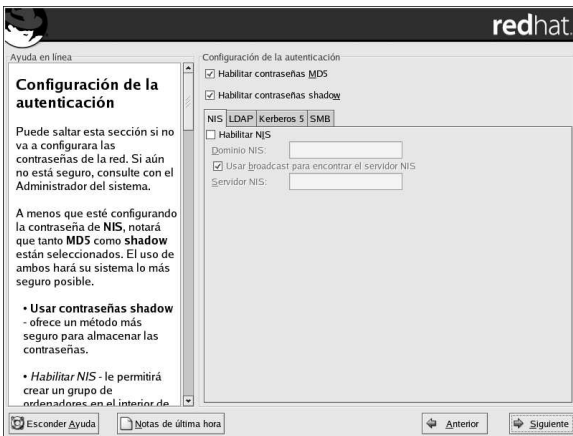 redhat.
Ayuda en línea
Configuración de la
autenticación
Puede saltar esta sección si no
va a configurara las
contraseñas de la red. Si aún
no está seguro, consulte con el
Administrador del sistema.
A menos que esté configurando
la contraseña de NIS, notará
que tanto MD5 como shadow
están seleccionados. El uso de
ambos hará su sistema lo más
seguro posible.
• Usar contraseñas shadow
- ofrece un método más
seguro para almacenar las
contraseñas.
• Habilitar NIS - le permitirá
crear un grupo de
ordenadores en el interior de
Configuración de la autenticación
Habilitar contraseñas MD5
Habilitar contraseñas shadow
NIS LDAP Kerberos 5 SMB
Habilitar NIS
Dominio NIS:
Usar broadcast para encontrar el servidor NIS
Servidor NIS:
Esconder Ayuda Notas de última hora Anterior Siguiente